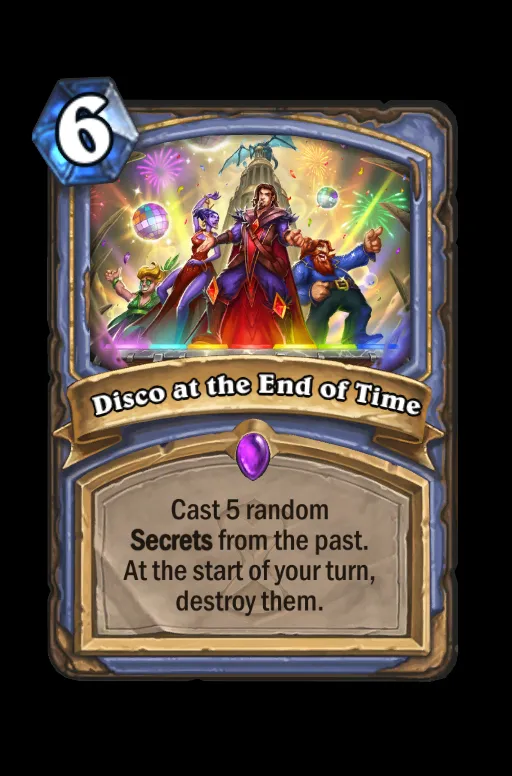 6
Disco at the End of Time
Cast 5 random
Secrets from the past.
At the start of your turn,
destroy them.